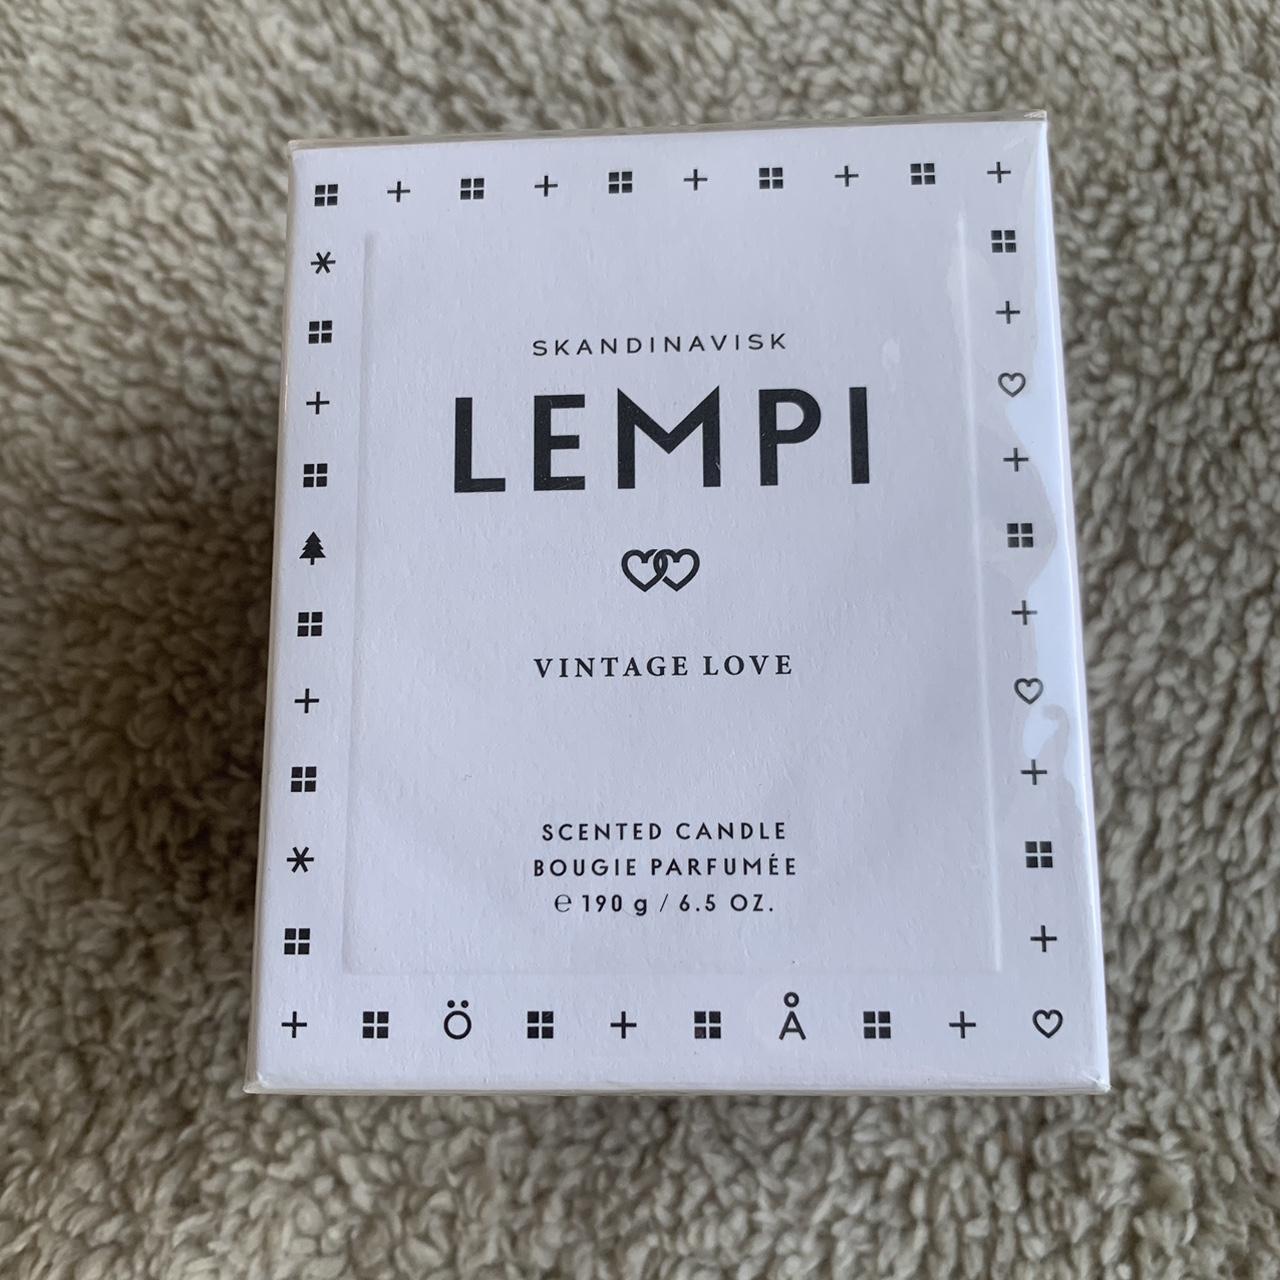 SKANDINAVISK
LEMPI
VINTAGE LOVE
SCENTED CANDLE
BOUGIE PARFUMÉE
℮ 190 g / 6.5 OZ.
Ö Å